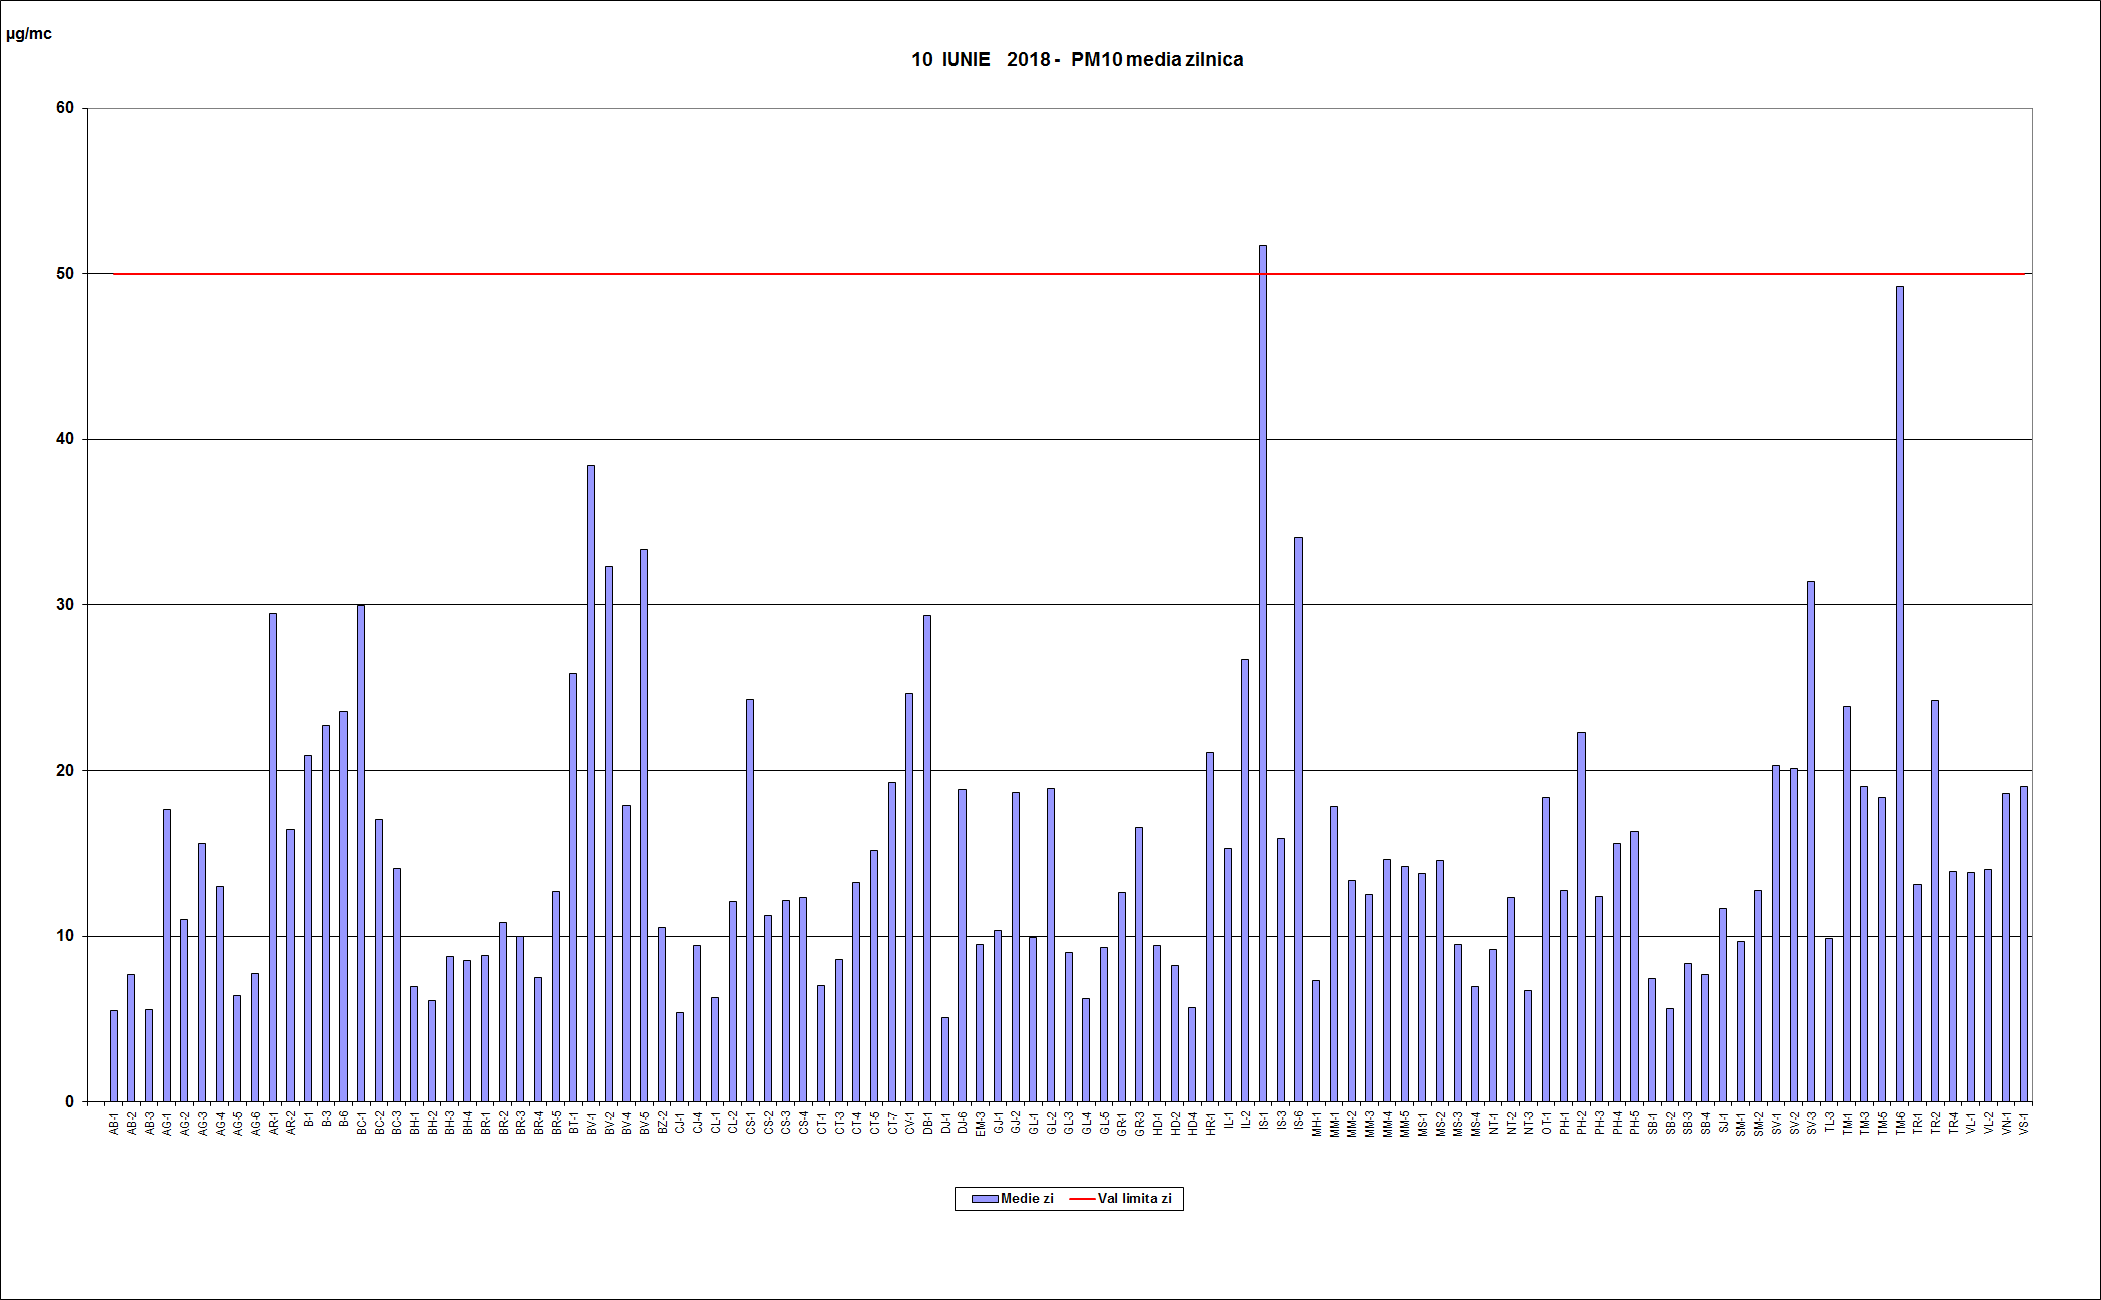 µg/mc
10 IUNIE 2018 - PM10 media zilnica
60
50
40
30
20
10
0
AB-1 AB-2 AB-3 AG-1 AG-2 AG-3 AG-4 AG-5 AG-6 AR-1 AR-2 B-1 B-3 B-6 BC-1 BC-2 BC-3 BH-1 BH-2 BH-3 BH-4 BR-1 BR-2 BR-3 BR-4 BR-5 BT-1 BV-1 BV-2 BV-4 BV-5 BZ-2 CJ-1 CJ-4 CL-1 CL-2 CS-1 CS-2 CS-3 CS-4 CT-1 CT-3 CT-4 CT-5 CT-7 CV-1 DB-1 DJ-1 DJ-6 EM-3 GJ-1 GJ-2 GL-1 GL-2 GL-3 GL-4 GL-5 GR-1 GR-3 HD-1 HD-2 HD-4 HR-1 IL-1 IL-2 IS-1 IS-3 IS-6 MH-1 MM-1 MM-2 MM-3 MM-4 MM-5 MS-1 MS-2 MS-3 MS-4 NT-1 NT-2 NT-3 OT-1 PH-1 PH-2 PH-3 PH-4 PH-5 SB-1 SB-2 SB-3 SB-4 SJ-1 SM-1 SM-2 SV-1 SV-2 SV-3 TL-3 TM-1 TM-3 TM-5 TM-6 TR-1 TR-2 TR-4 VL-1 VL-2 VN-1 VS-1
Medie zi Val limita zi